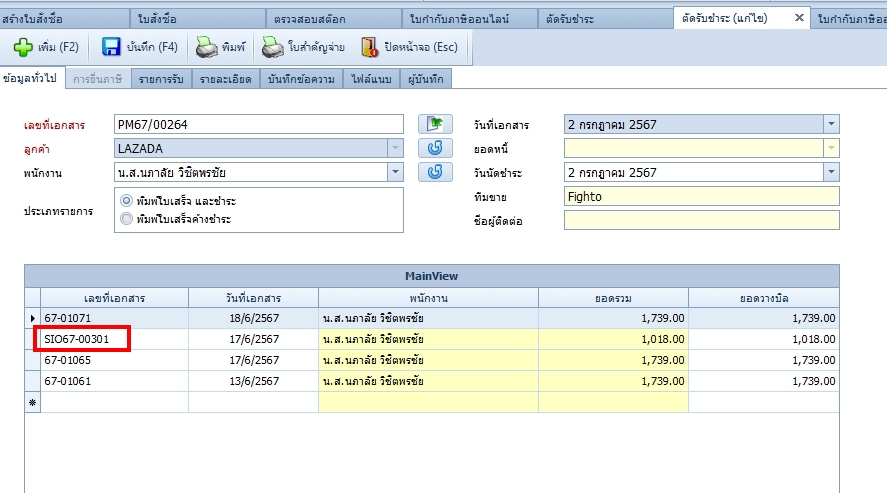 สร้างใบสั่งซื้อ ใบสั่งซื้อ ตรวจสอบสต๊อก ใบกำกับภาษีออนไลน์ ตัดรับชำระ ตัดรับชำระ (แก้ไข) ใบกำกับภาษีออ
เพิ่ม (F2) บันทึก (F4) พิมพ์ ใบสำคัญจ่าย ปิดหน้าจอ (Esc)
ข้อมูลทั่วไป การยื่นภาษี รายการรับ รายละเอียด บันทึกข้อความ ไฟล์แนบ ผู้บันทึก
เลขที่เอกสาร PM67/00264 วันที่เอกสาร 2 กรกฎาคม 2567
ลูกค้า LAZADA ยอดหนี้
พนักงาน น.ส.นภาลัย วิชิตพรชัย วันนัดชำระ 2 กรกฎาคม 2567
ทีมขาย Fighto
ประเภทรายการ พิมพ์ใบเสร็จ และชำระ
พิมพ์ใบเสร็จค้างชำระ ชื่อผู้ติดต่อ
MainView
เลขที่เอกสาร วันที่เอกสาร พนักงาน ยอดรวม ยอดวางบิล
67-01071 18/6/2567 น.ส.นภาลัย วิชิตพรชัย 1,739.00 1,739.00
SIO67-00301 17/6/2567 น.ส.นภาลัย วิชิตพรชัย 1,018.00 1,018.00
67-01065 17/6/2567 น.ส.นภาลัย วิชิตพรชัย 1,739.00 1,739.00
67-01061 13/6/2567 น.ส.นภาลัย วิชิตพรชัย 1,739.00 1,739.00